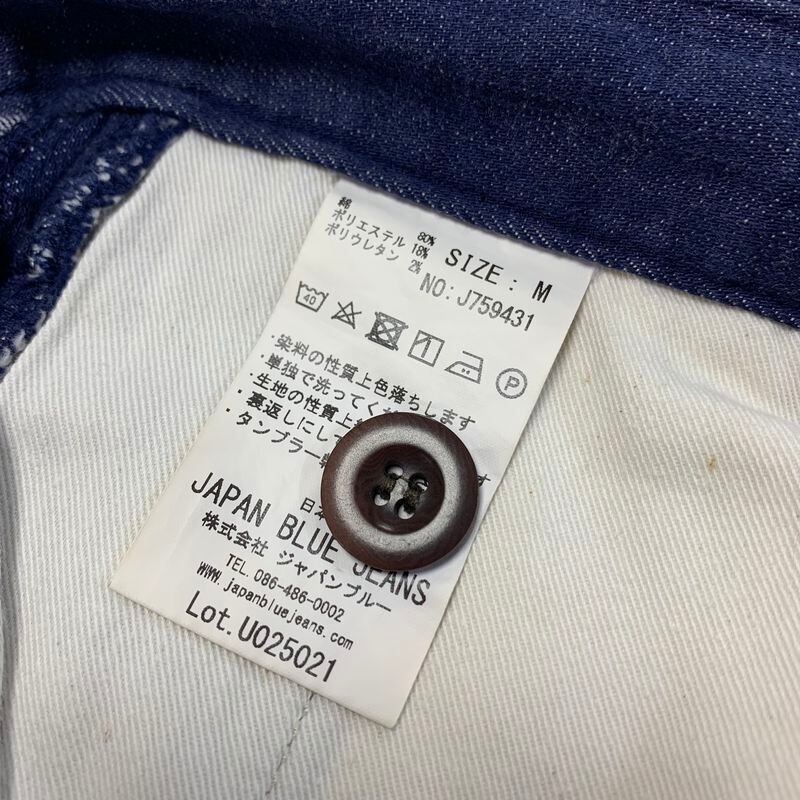 綿 80%
ポリエステル 18%
ポリウレタン 2%
SIZE: M
NO:J759431
40
P
・染料の性質上色落ちします
・単独で洗ってく
・生地の性質上
・裏返しにして
・タンブラー
日本
JAPAN BLUE JEANS
株式会社 ジャパンブルー
TEL.086-486-0002
www.japanbluejeans.com
Lot.U025021